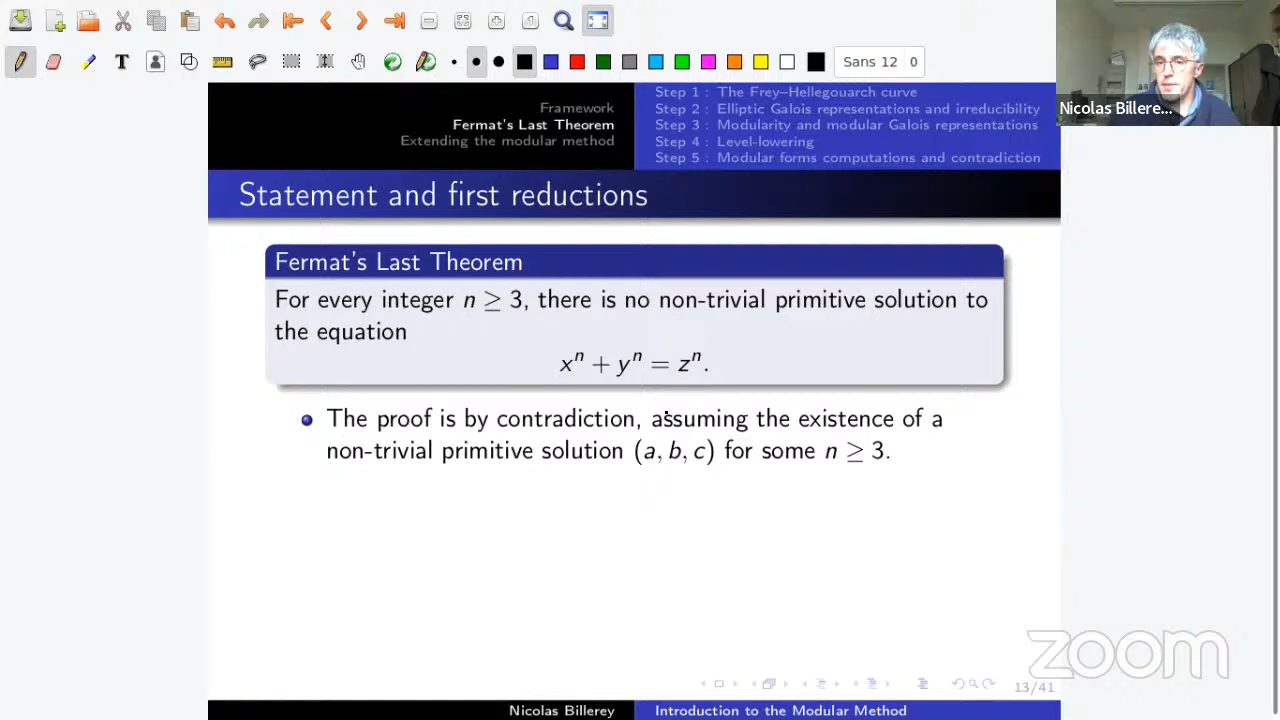 Sans 12 0
Nicolas Billere...
Framework
Fermat's Last Theorem
Extending the modular method
Step 1 : The Frey–Hellegouarch curve
Step 2 : Elliptic Galois representations and irreducibility
Step 3 : Modularity and modular Galois representations
Step 4 : Level-lowering
Step 5 : Modular forms computations and contradiction
Statement and first reductions
Fermat's Last Theorem
For every integer n ≥ 3, there is no non-trivial primitive solution to
the equation
xⁿ + yⁿ = zⁿ.
The proof is by contradiction, assuming the existence of a
non-trivial primitive solution (a, b, c) for some n ≥ 3.
zoom
13/41
Nicolas Billerey
Introduction to the Modular Method